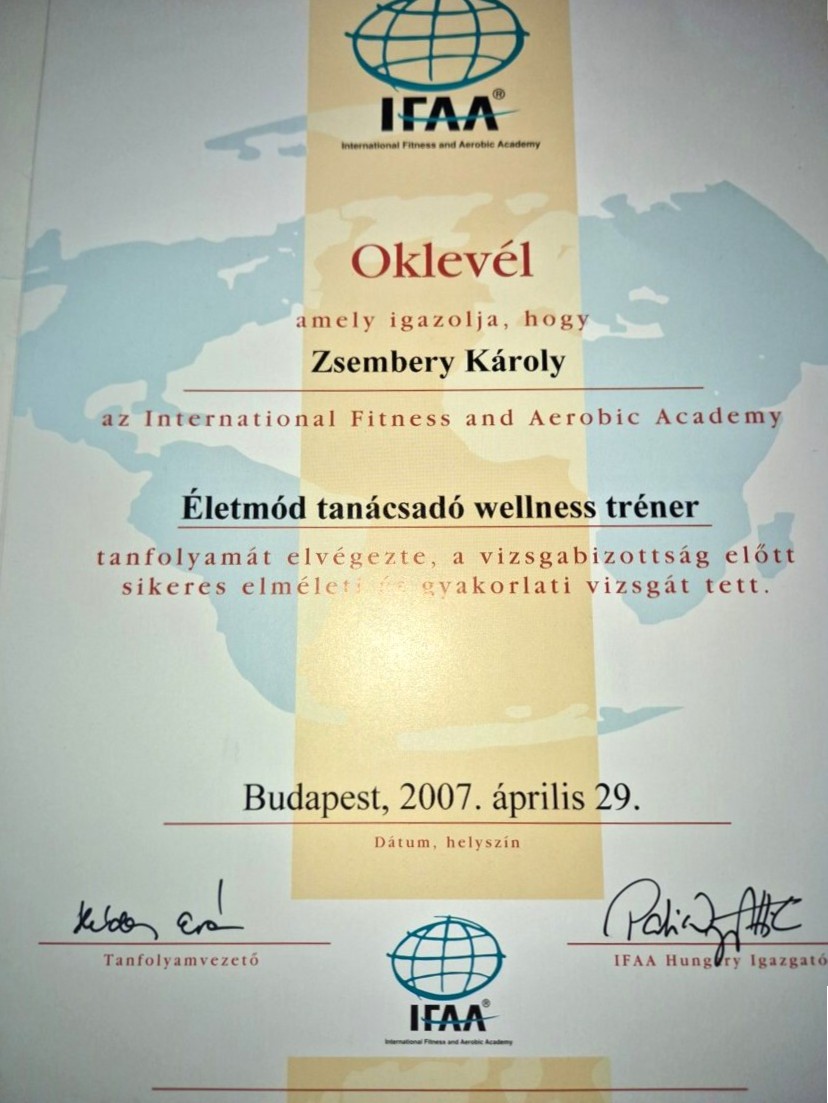 IFAA®
International Fitness and Aerobic Academy
Oklevél
amely igazolja, hogy
Zsembery Károly
az International Fitness and Aerobic Academy
Életmód tanácsadó wellness tréner
tanfolyamát elvégezte, a vizsgabizottság előtt
sikeres elméleti és gyakorlati vizsgát tett.
Budapest, 2007. április 29.
Dátum, helyszín
Tanfolyamvezető
IFAA Hungary Igazgató
IFAA®
International Fitness and Aerobic Academy